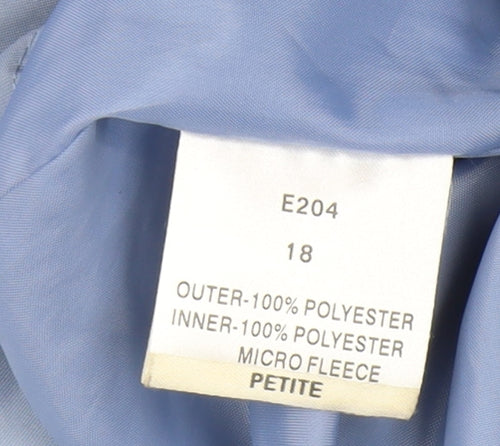 E204
18
OUTER-100% POLYESTER
INNER-100% POLYESTER
MICRO FLEECE
PETITE